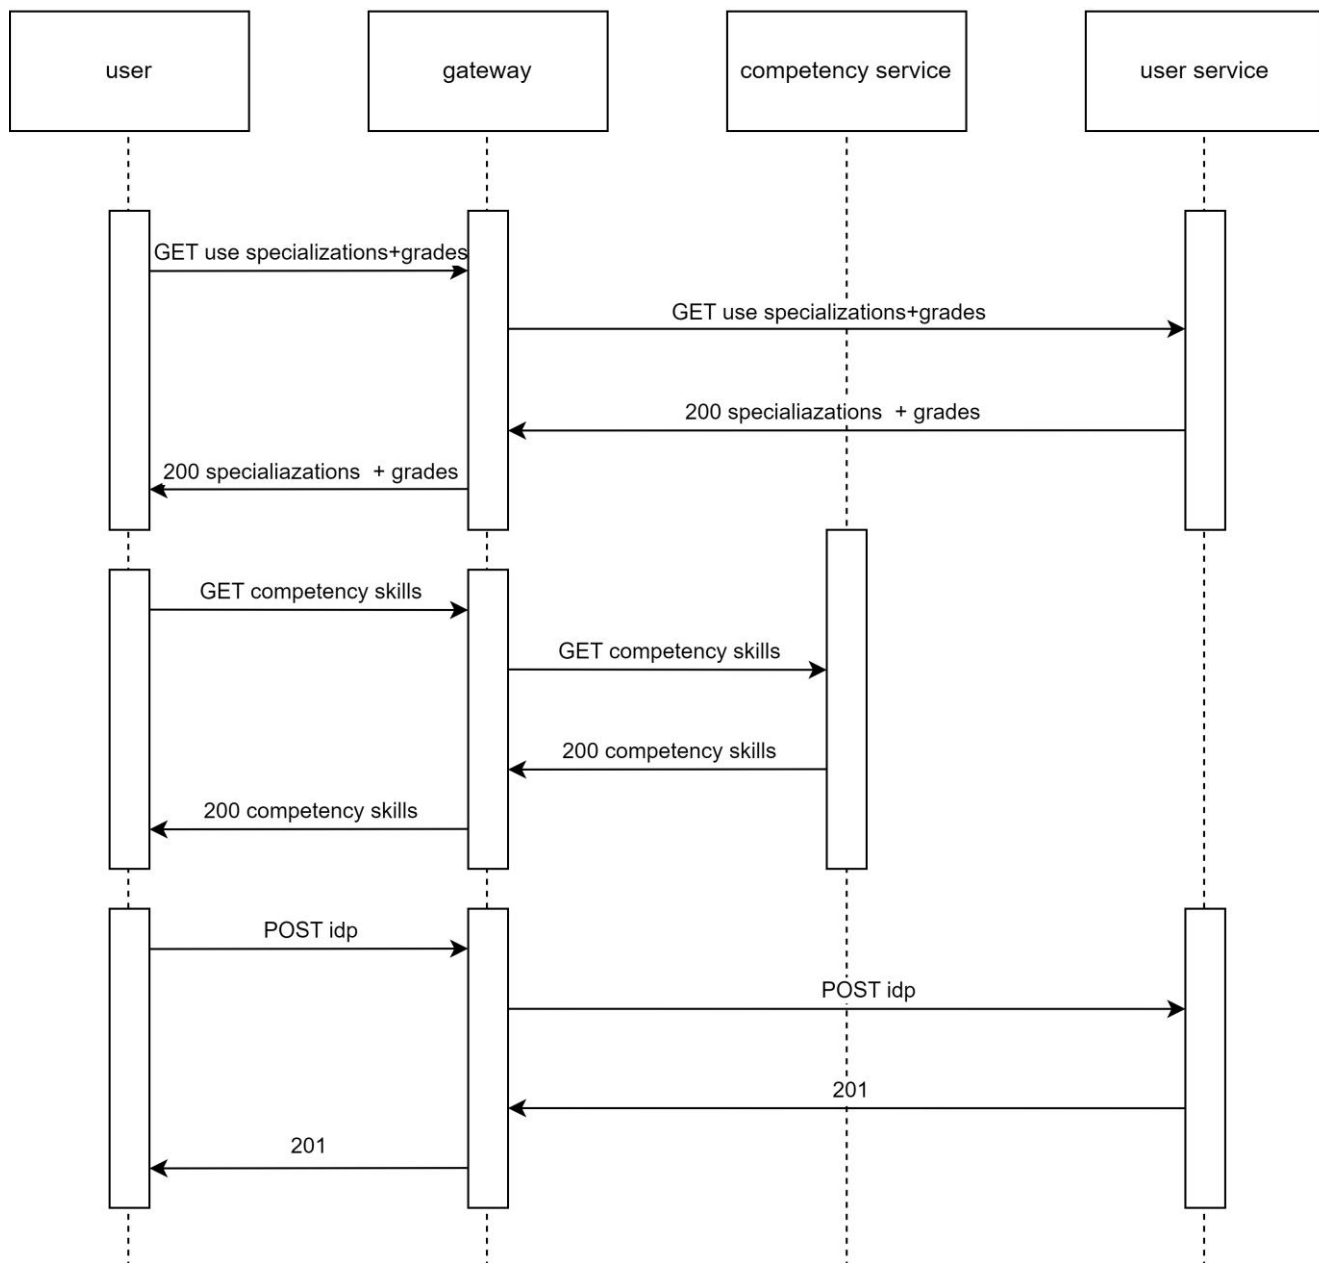 user
gateway
competency service
user service
GET use specializations+grades
GET use specializations+grades
200 specialiazations + grades
200 specialiazations + grades
GET competency skills
GET competency skills
200 competency skills
200 competency skills
POST idp
POST idp
201
201